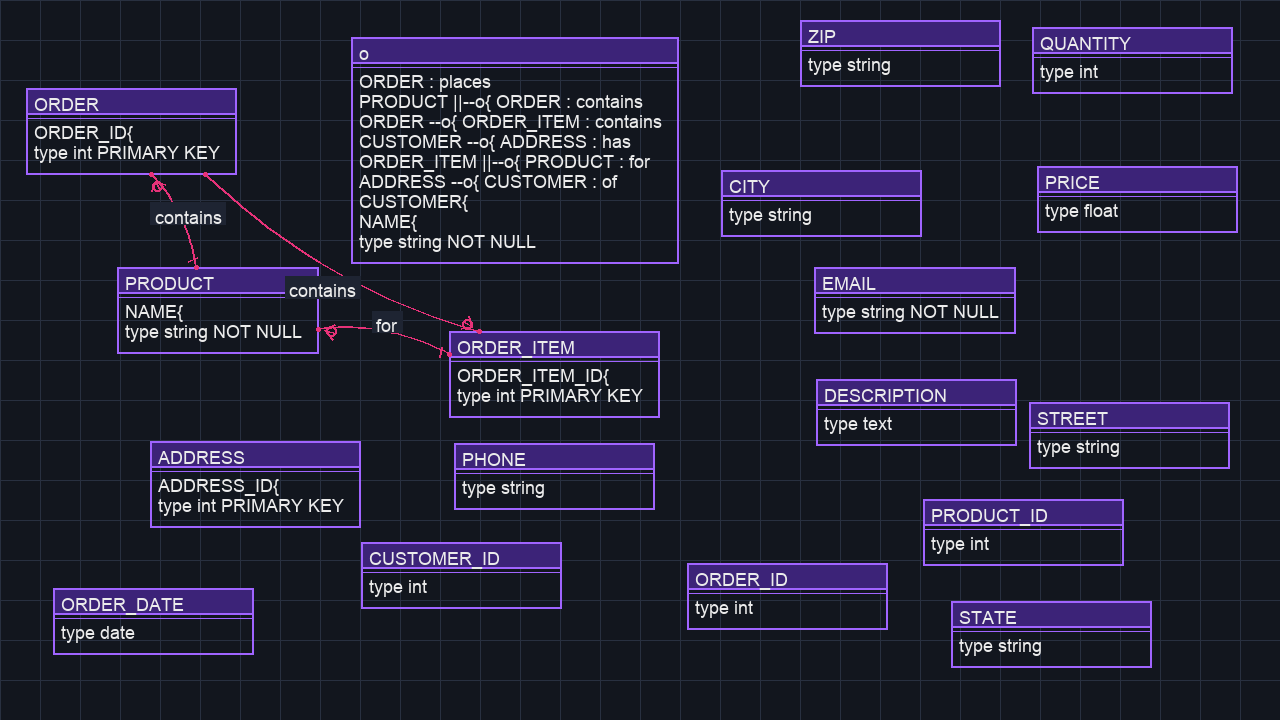 ORDER
ORDER_ID{
type int PRIMARY KEY
o
ORDER : places
PRODUCT ||--o{ ORDER : contains
ORDER --o{ ORDER_ITEM : contains
CUSTOMER --o{ ADDRESS : has
ORDER_ITEM ||--o{ PRODUCT : for
ADDRESS --o{ CUSTOMER : of
CUSTOMER{
NAME{
type string NOT NULL
ZIP
type string
QUANTITY
type int
CITY
type string
PRICE
type float
contains
PRODUCT
NAME{
type string NOT NULL
contains
for
ORDER_ITEM
ORDER_ITEM_ID{
type int PRIMARY KEY
EMAIL
type string NOT NULL
DESCRIPTION
type text
STREET
type string
ADDRESS
ADDRESS_ID{
type int PRIMARY KEY
PHONE
type string
CUSTOMER_ID
type int
PRODUCT_ID
type int
ORDER_DATE
type date
ORDER_ID
type int
STATE
type string